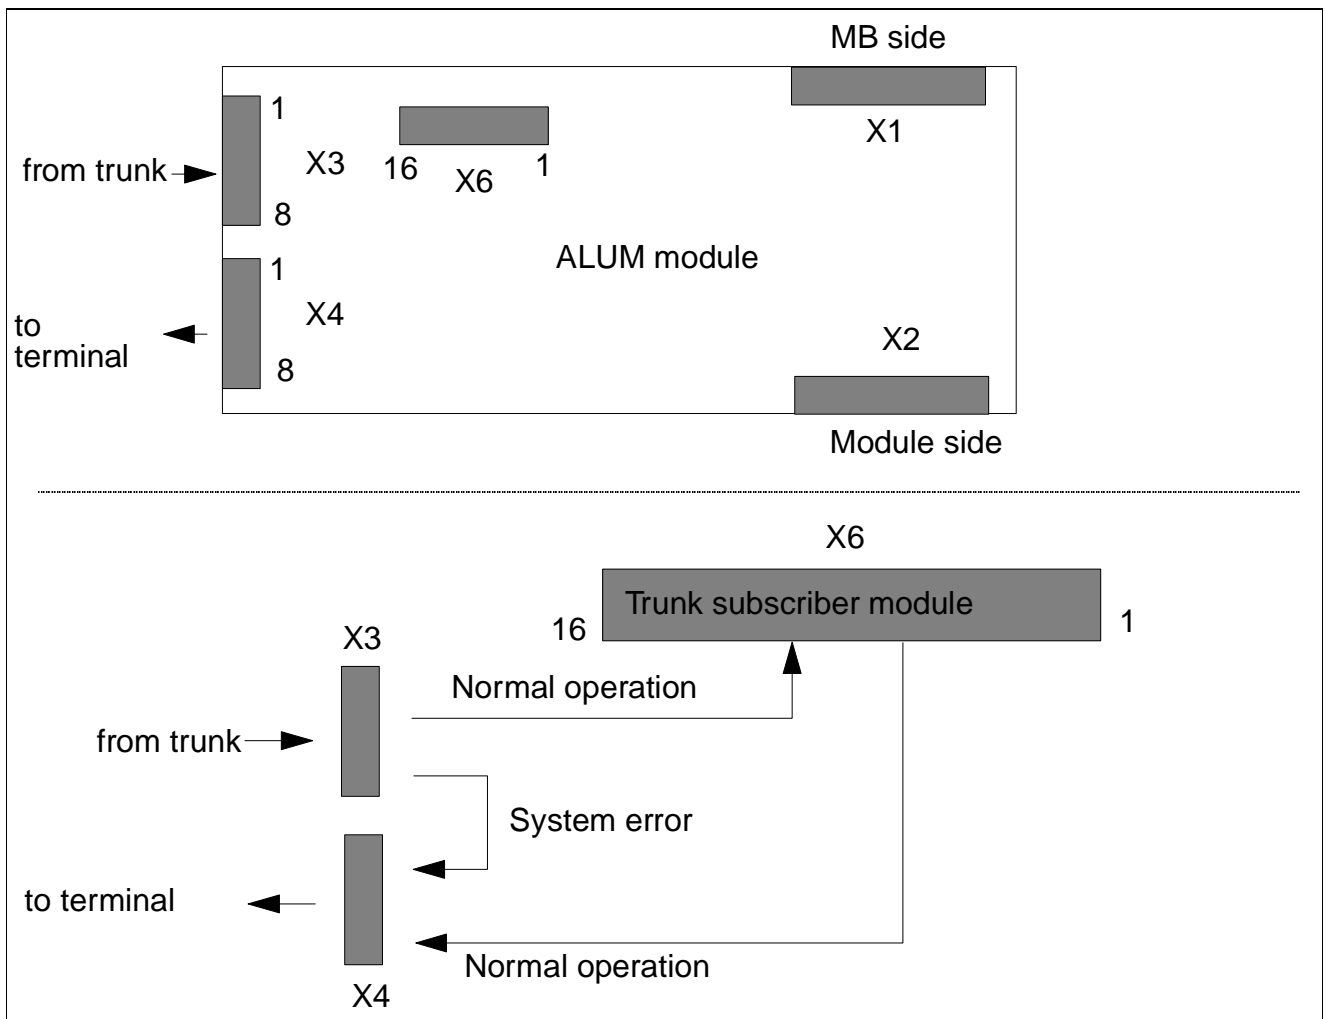 MB side
1
X3
8
from trunk
16
X6
1
X1
ALUM module
1
X4
8
to
terminal
X2
Module side
X6
Trunk subscriber module
16
1
X3
Normal operation
from trunk
System error
to terminal
Normal operation
X4